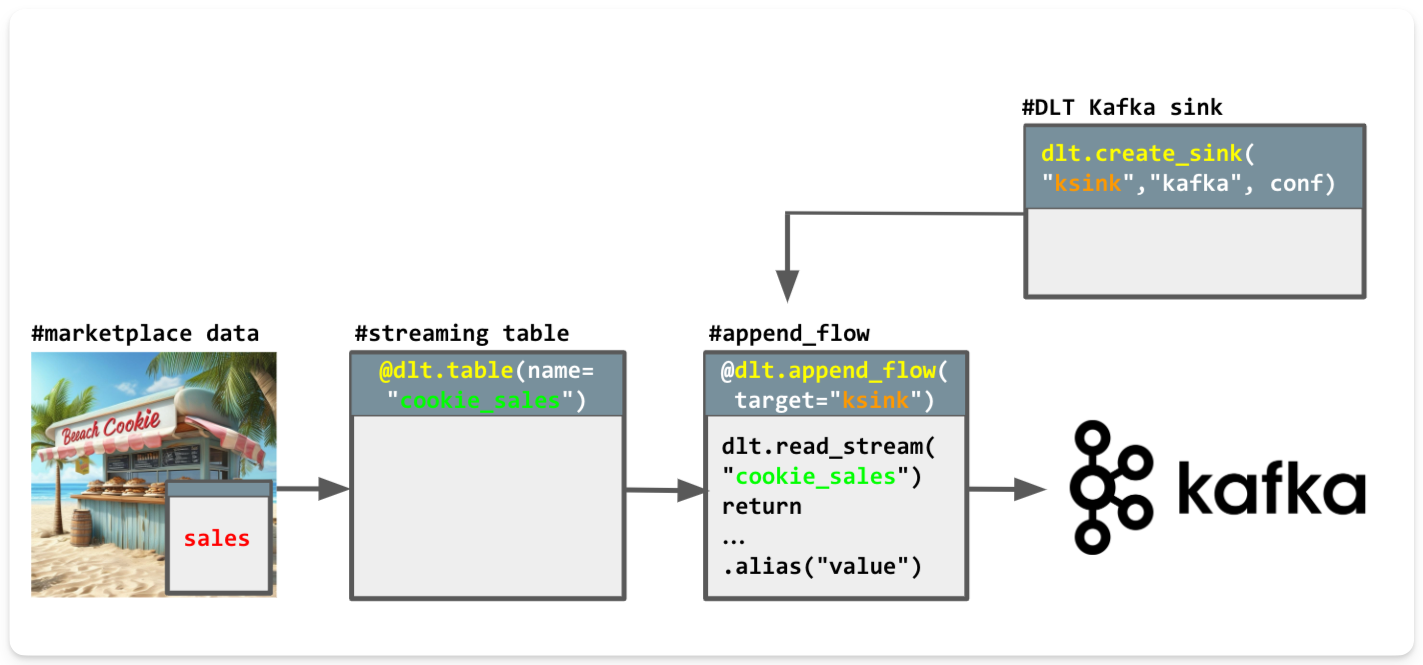 #DLT Kafka sink
dlt.create_sink(
"ksink","kafka", conf)
#marketplace data
Beeach Cookie
sales
#streaming table
@dlt.table(name=
"cookie_sales")
#append_flow
@dlt.append_flow(
target="ksink")
dlt.read_stream(
"cookie_sales")
return
...
.alias("value")
kafka